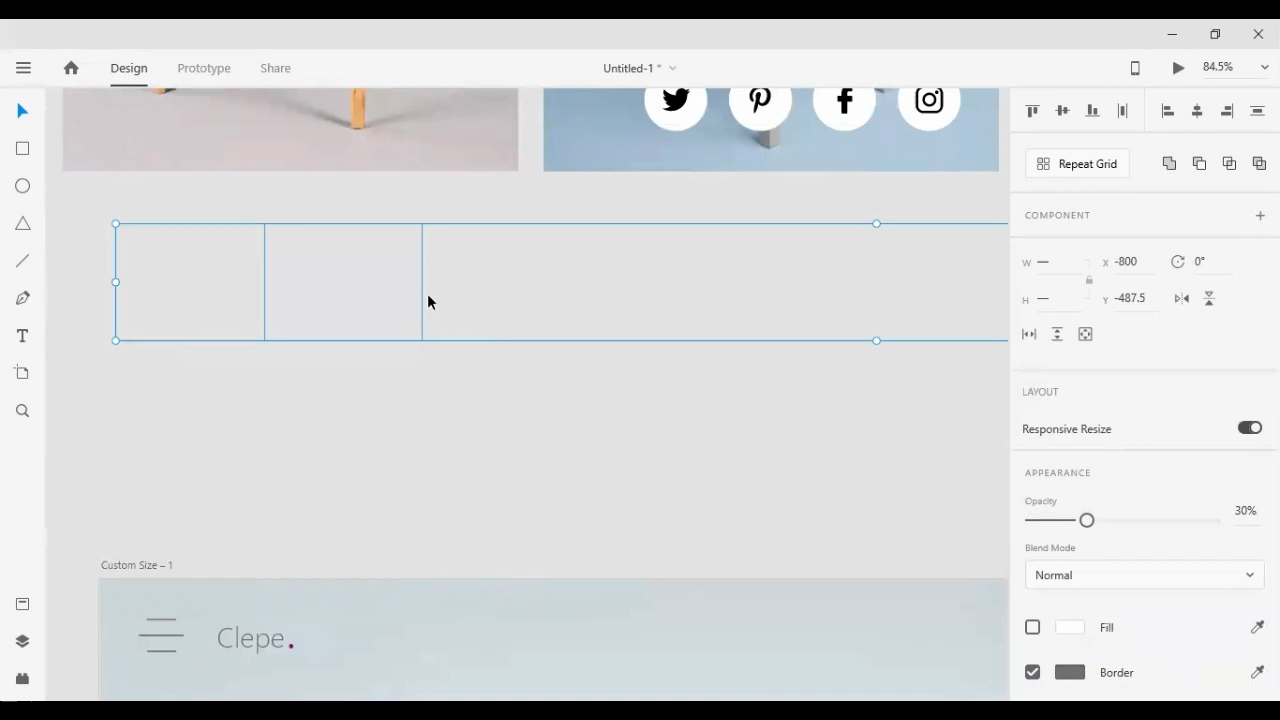 Design Prototype Share Untitled-1 * 84.5%
Repeat Grid
COMPONENT
W — X -800 0°
H — Y -487.5
LAYOUT
Responsive Resize
APPEARANCE
Opacity
30%
Blend Mode
Normal
Fill
Border
Custom Size – 1
Clepe.